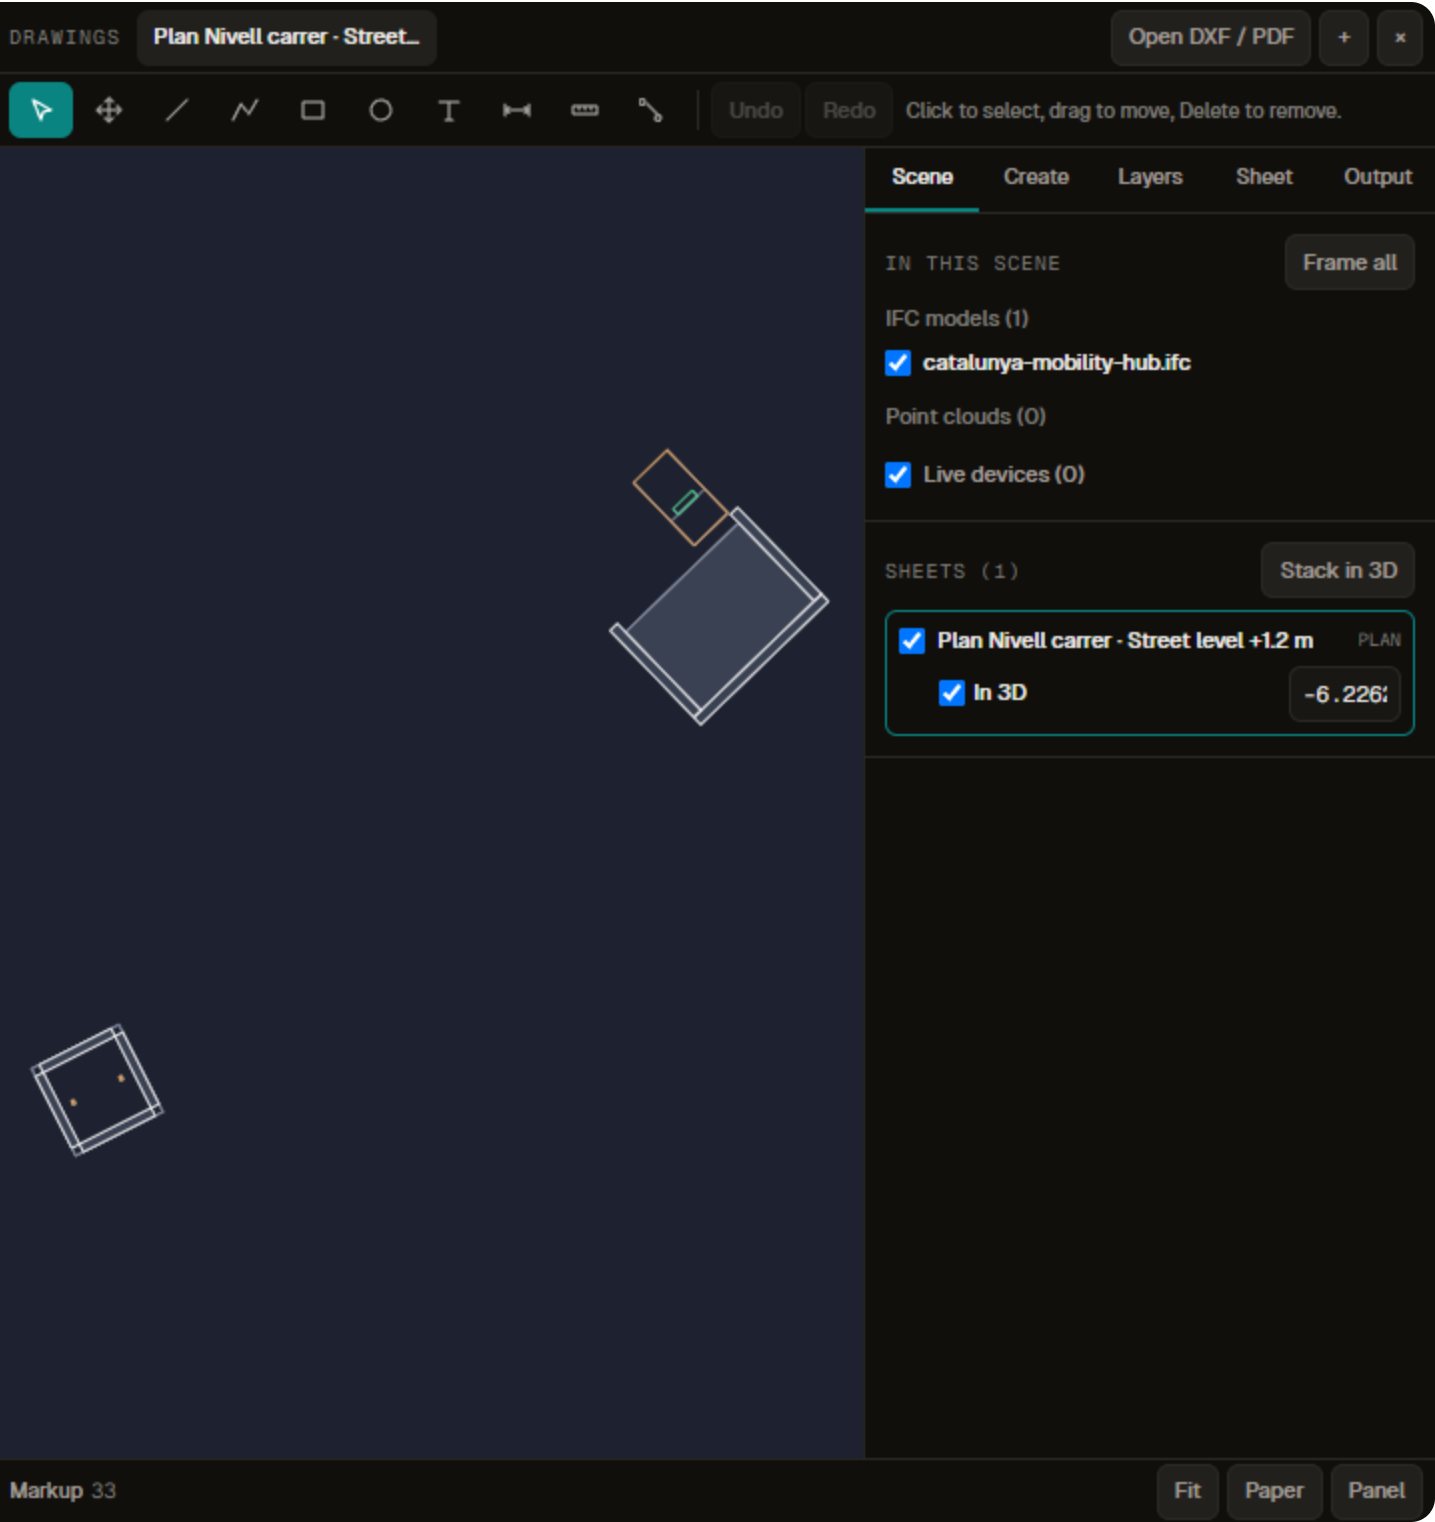 DRAWINGS Plan Nivell carrer · Street... Open DXF / PDF + ×
Undo Redo Click to select, drag to move, Delete to remove.
Scene Create Layers Sheet Output
IN THIS SCENE Frame all
IFC models (1)
catalunya-mobility-hub.ifc
Point clouds (0)
Live devices (0)
SHEETS (1) Stack in 3D
Plan Nivell carrer · Street level +1.2 m PLAN
In 3D -6.226
Markup 33 Fit Paper Panel